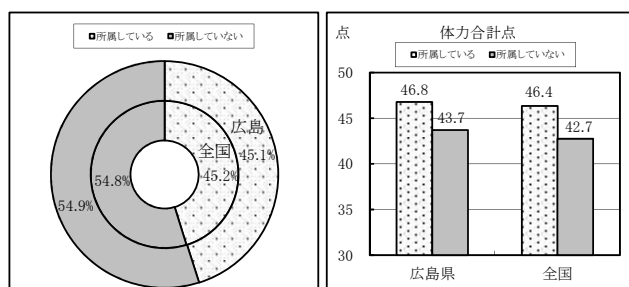 所属している 所属していない
広島
45.1%
全国
45.2%
54.8%
54.9%
点 体力合計点
所属している 所属していない
50
45
40
35
30
46.8
43.7
46.4
42.7
広島県 全国